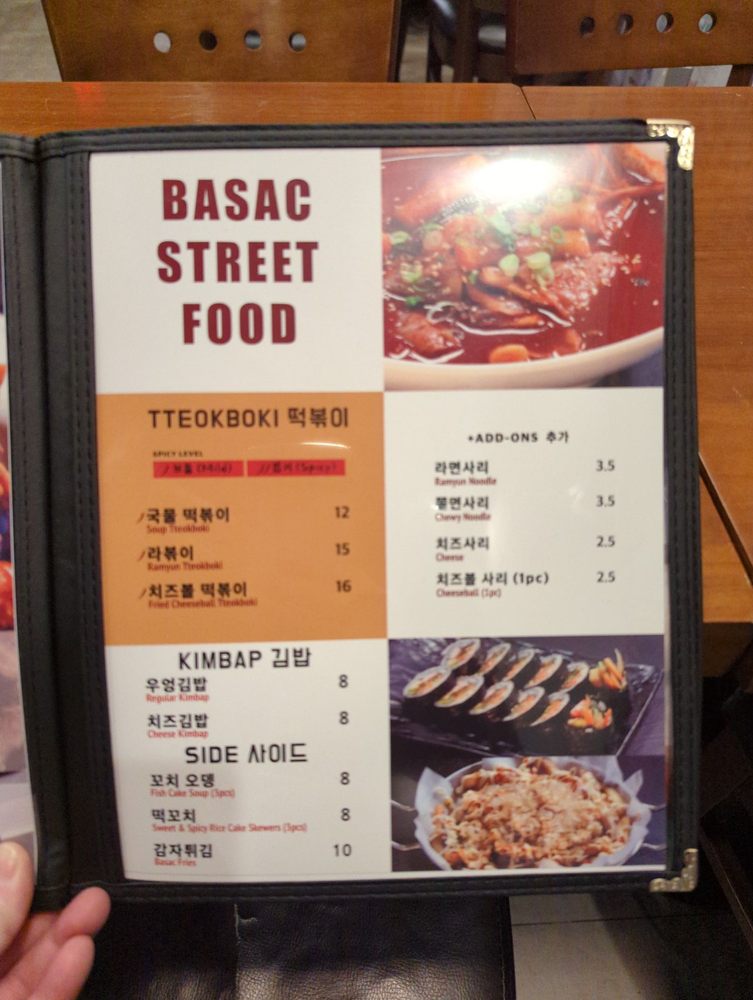 BASAC
STREET
FOOD
TTEOKBOKI 떡볶이
SPICY LEVEL
보통 (Mild)
(Spicy)
국물 떡볶이 12
Soup Tteokboki
라볶이 15
Ramyun Tteokboki
치즈볼 떡볶이 16
Fried Cheeseball Tteokboki
+ADD-ONS 추가
라면사리 3.5
Ramyun Noodle
쫄면사리 3.5
Chewy Noodle
치즈사리 2.5
Cheese
치즈볼 사리 (1pc) 2.5
Cheeseball (1pc)
KIMBAP 김밥
우엉김밥 8
Regular Kimbap
치즈김밥 8
Cheese Kimbap
SIDE 사이드
꼬치 오뎅 8
Fish Cake Soup (3pcs)
떡꼬치 8
Sweet & Spicy Rice Cake Skewers (3pcs)
감자튀김 10
Basac Fries